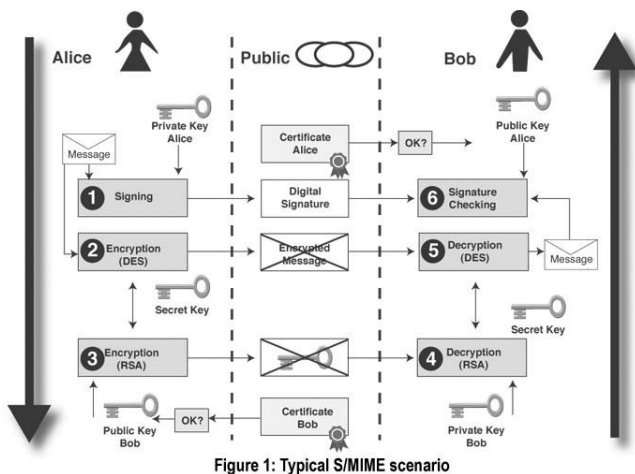 Alice
Public
Bob
Private Key
Alice
Message
Certificate
Alice
OK?
Public Key
Alice
1 Signing
Digital
Signature
6 Signature
Checking
2 Encryption
(DES)
Encrypted
Message
5 Decryption
(DES)
Message
Secret Key
Secret Key
3 Encryption
(RSA)
4 Decryption
(RSA)
Public Key
Bob
OK?
Certificate
Bob
Private Key
Bob
Figure 1: Typical S/MIME scenario